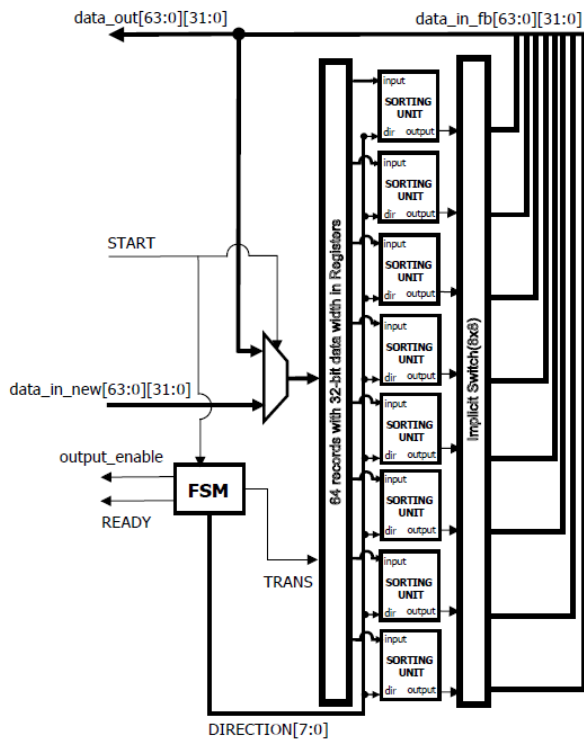 data_out[63:0][31:0]
data_in_fb[63:0][31:0]
input
SORTING
UNIT
dir output
input
SORTING
UNIT
dir output
input
SORTING
UNIT
dir output
input
SORTING
UNIT
dir output
input
SORTING
UNIT
dir output
input
SORTING
UNIT
dir output
input
SORTING
UNIT
dir output
input
SORTING
UNIT
dir output
64 records with 32-bit data width in Registers
Implicit Switch(8x8)
START
data_in_new[63:0][31:0]
output_enable
FSM
READY
TRANS
DIRECTION[7:0]